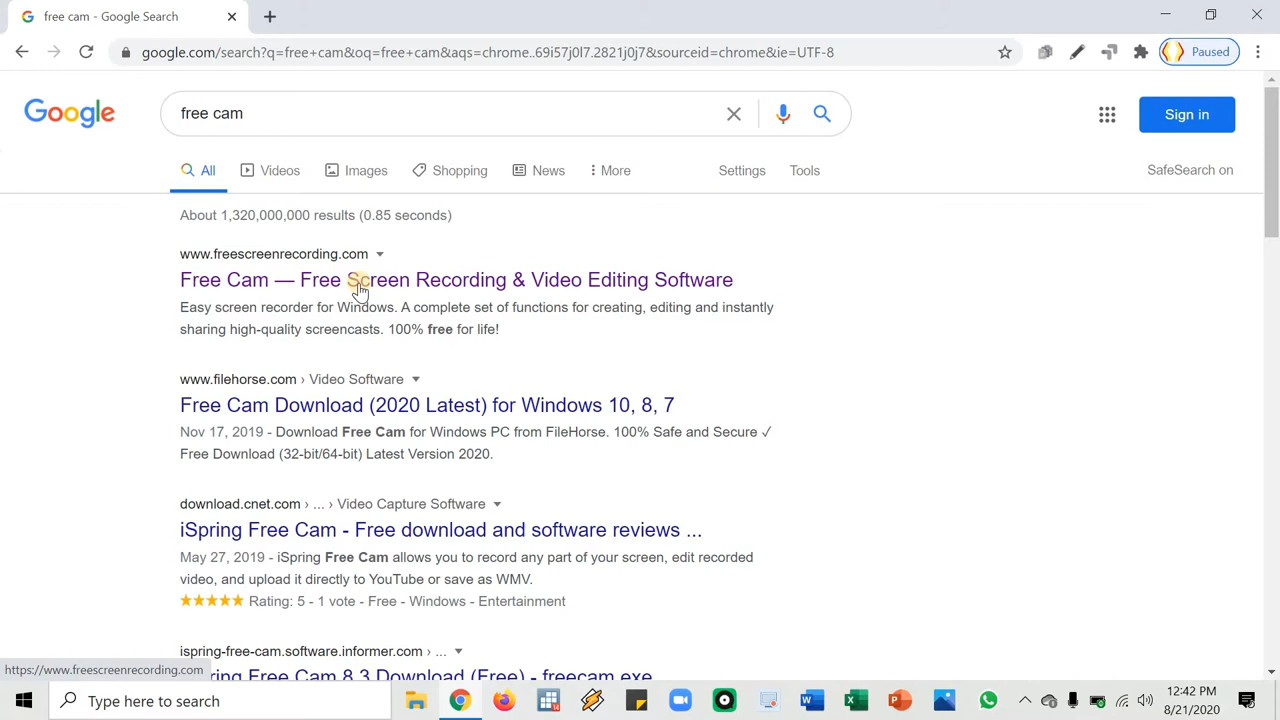 free cam - Google Search
google.com/search?q=free+cam&oq=free+cam&aqs=chrome..69i57j0l7.2821j0j7&sourceid=chrome&ie=UTF-8
Paused
Google
free cam
Sign in
All
Videos
Images
Shopping
News
More
Settings
Tools
SafeSearch on
About 1,320,000,000 results (0.85 seconds)
www.freescreenrecording.com
Free Cam — Free Screen Recording & Video Editing Software
Easy screen recorder for Windows. A complete set of functions for creating, editing and instantly
sharing high-quality screencasts. 100% free for life!
www.filehorse.com › Video Software
Free Cam Download (2020 Latest) for Windows 10, 8, 7
Nov 17, 2019 - Download Free Cam for Windows PC from FileHorse. 100% Safe and Secure ✓
Free Download (32-bit/64-bit) Latest Version 2020.
download.cnet.com › ... › Video Capture Software
iSpring Free Cam - Free download and software reviews ...
May 27, 2019 - iSpring Free Cam allows you to record any part of your screen, edit recorded
video, and upload it directly to YouTube or save as WMV.
Rating: 5 - 1 vote - Free - Windows - Entertainment
ispring-free-cam.software.informer.com › ...
ring Free Cam 8.3 Download (Free) - freecam.exe
https://www.freescreenrecording.com
Type here to search
12:42 PM
8/21/2020